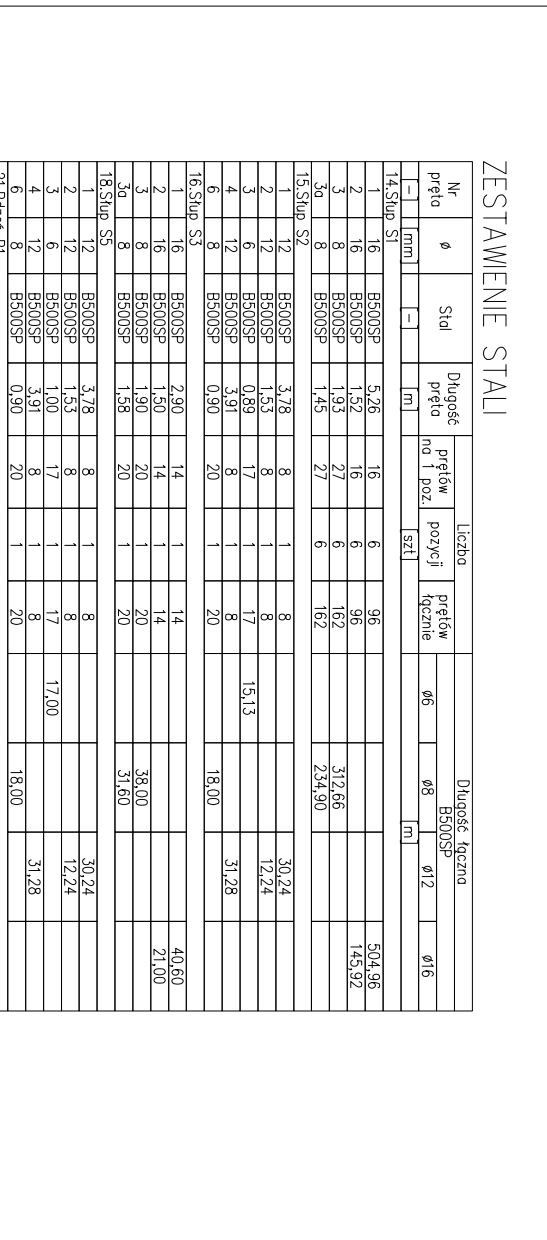 ZESTAWIENIE STALI
Nr pręta ø Stal Długość pręta Liczba Długość łączna
prętów na 1 poz. pozycji prętów łącznie B500SP
ø6 ø8 ø12 ø16
[-] [mm] [-] [m] [szt] [m]
14.Słup S1
1 16 B500SP 5,26 16 6 96 504,96
2 16 B500SP 1,52 16 6 96 145,92
3 8 B500SP 1,93 27 6 162 312,66
3a 8 B500SP 1,45 27 6 162 234,90
15.Słup S2
1 12 B500SP 3,78 8 1 8 30,24
2 12 B500SP 1,53 8 1 8 12,24
3 6 B500SP 0,89 17 1 17 15,13
4 12 B500SP 3,91 8 1 8 31,28
6 8 B500SP 0,90 20 1 20 18,00
16.Słup S3
1 16 B500SP 2,90 14 1 14 40,60
2 16 B500SP 1,50 14 1 14 21,00
3 8 B500SP 1,90 20 1 20 38,00
3a 8 B500SP 1,58 20 1 20 31,60
18.Słup S5
1 12 B500SP 3,78 8 1 8 30,24
2 12 B500SP 1,53 8 1 8 12,24
3 6 B500SP 1,00 17 1 17 17,00
4 12 B500SP 3,91 8 1 8 31,28
6 8 B500SP 0,90 20 1 20 18,00